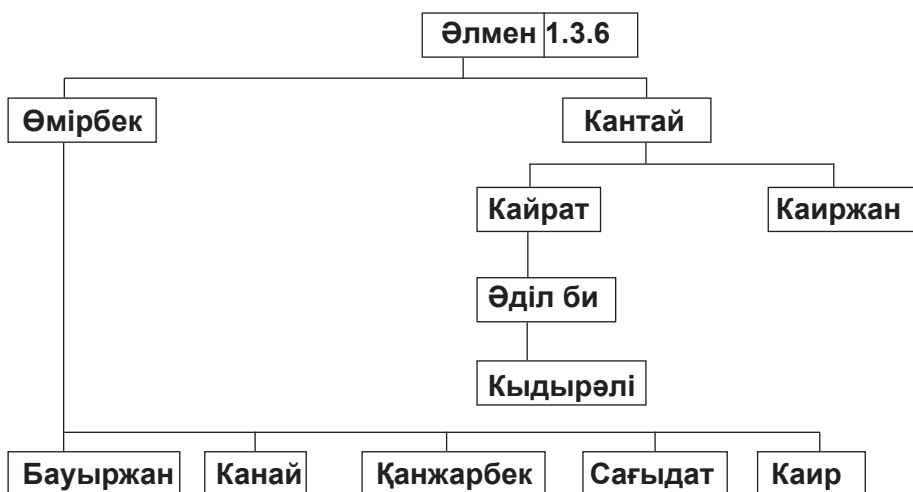 Әлмен 1.3.6
Өмірбек Кантай
Кайрат Каиржан
Әділ би
Кыдырәлі
Бауыржан Канай Қанжарбек Сағыдат Каир